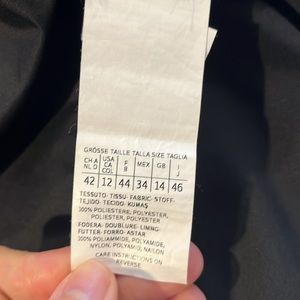 GRÖSSE TAILLE TALLA SIZE TAGLIA
CH A NL D | USA CA COL | F B | MEX | GB | I J
42 | 12 | 44 | 34 | 14 | 46
TESSUTO- TISSU- FABRIC- STOFF-
TEJIDO- TECIDO- KUMAŞ
100% POLIESTERE, POLYESTER,
POLYESTER, POLYESTER
FODERA- DOUBLURE- LINING-
FUTTER- FORRO- ASTAR
100% POLIAMMIDE, POLYAMIDE,
NYLON, POLYAMID, NAILON
CARE INSTRUCTIONS ON
REVERSE